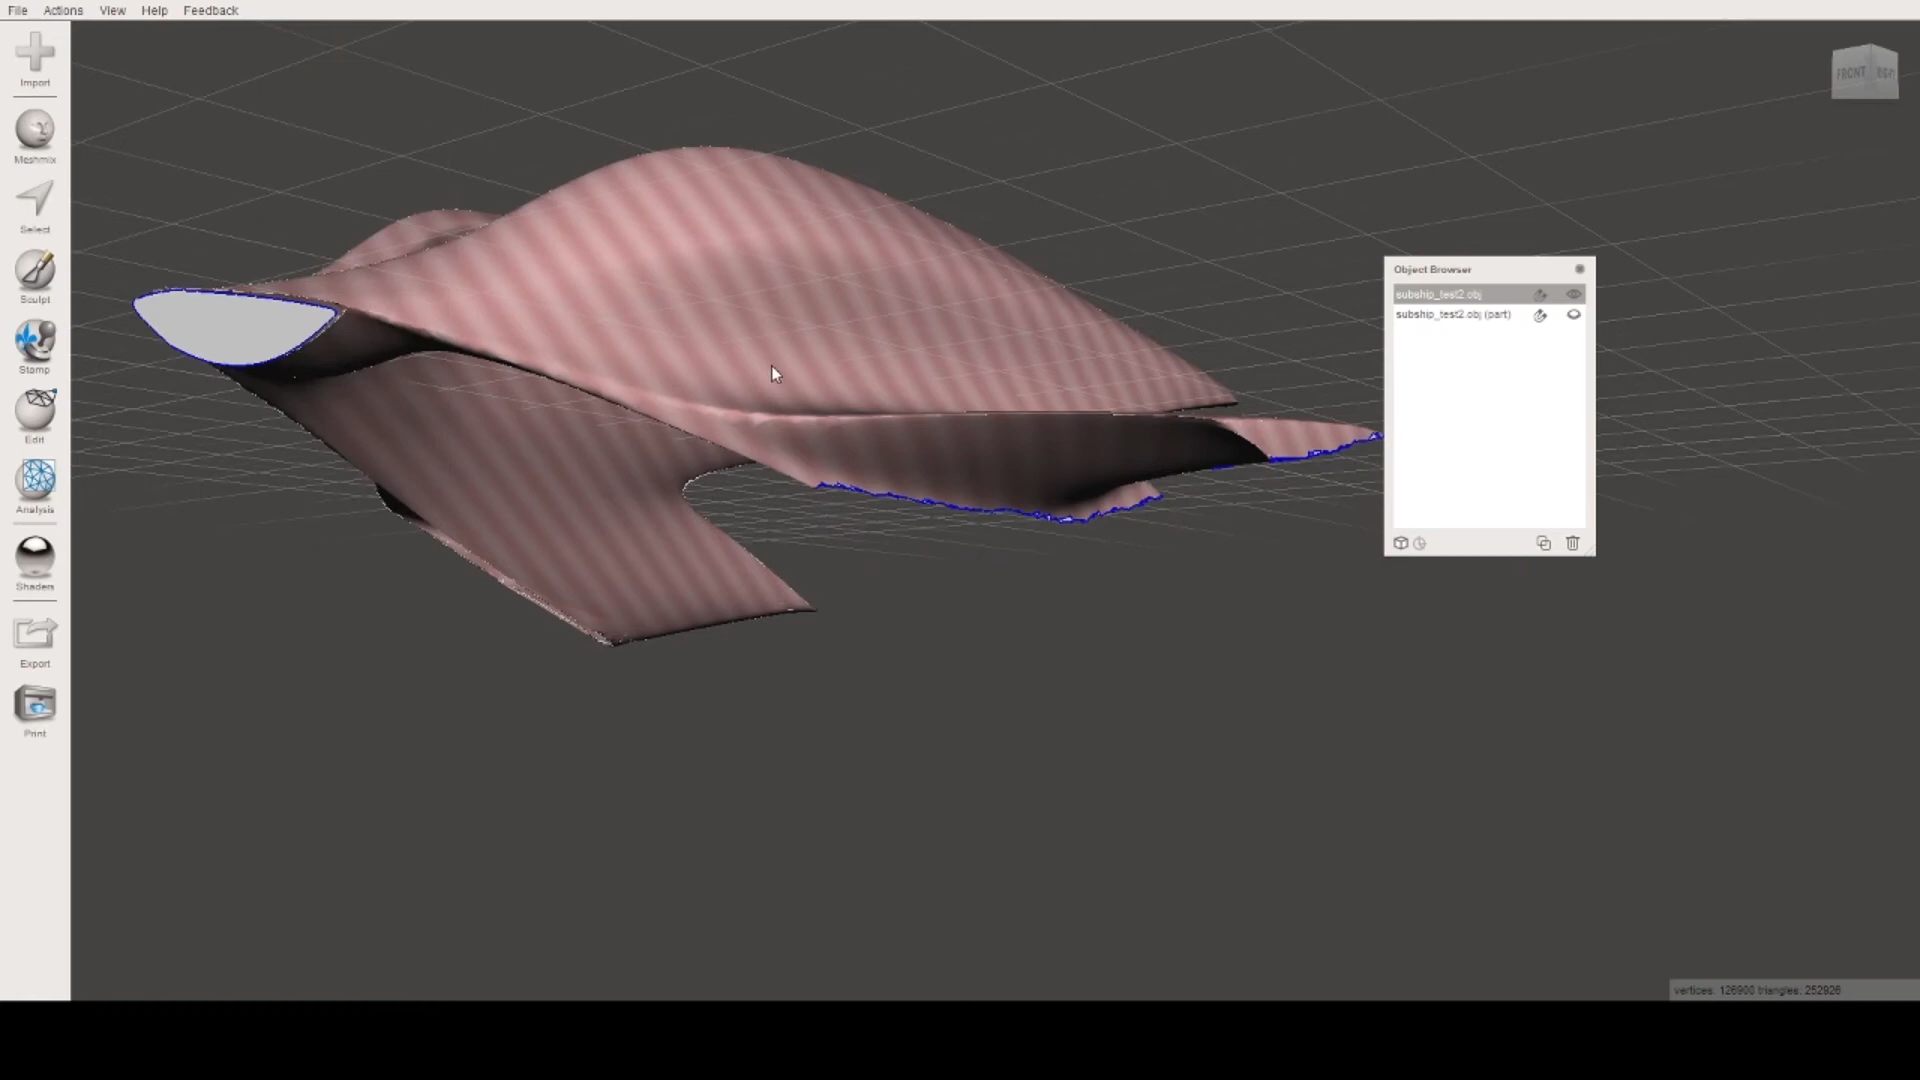 File Actions View Help Feedback
Import
Meshmix
Select
Sculpt
Stamp
Edit
Analysis
Shaders
Export
Print
FRONT
Object Browser
subship_test2.obj
subship_test2.obj (part)
vertices: 126900 triangles: 252926